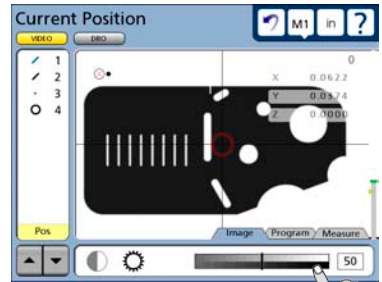 Current Position
M1 in ?
VIDEO DRO
1
2
3
4
0
X 0.0622
Y 0.0374
Z 0.0000
Pos
Image Program Measure
50